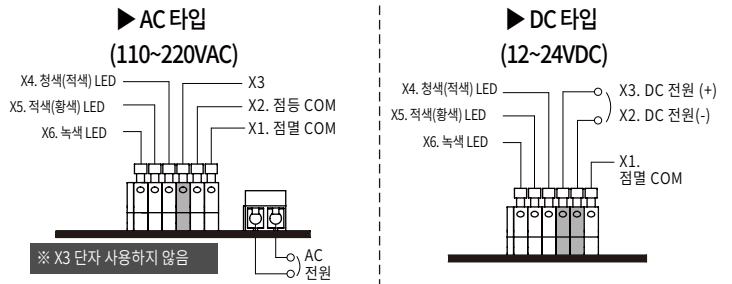 ▶ AC 타입
(110~220VAC)
X4. 청색(적색) LED
X5. 적색(황색) LED
X6. 녹색 LED
X3
X2. 점등 COM
X1. 점멸 COM
※ X3 단자 사용하지 않음
AC
전원
▶ DC 타입
(12~24VDC)
X4. 청색(적색) LED
X5. 적색(황색) LED
X6. 녹색 LED
X3. DC 전원 (+)
X2. DC 전원(-)
X1.
점멸 COM